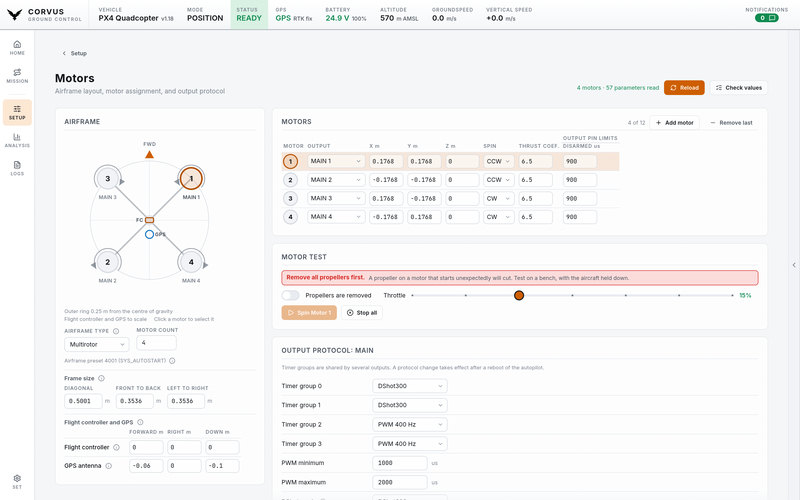 CORVUS
GROUND CONTROL
VEHICLE
PX4 Quadcopter v1.18
MODE
POSITION
STATUS
READY
GPS
GPS RTK fix
BATTERY
24.9 V 100%
ALTITUDE
570 m AMSL
GROUNDSPEED
0.0 m/s
VERTICAL SPEED
+0.0 m/s
NOTIFICATIONS
0
HOME
MISSION
SETUP
ANALYSIS
LOGS
SET
Setup
Motors
Airframe layout, motor assignment, and output protocol
4 motors · 57 parameters read
Reload
Check values
AIRFRAME
FWD
3
MAIN 3
1
MAIN 1
FC
GPS
2
MAIN 2
4
MAIN 4
Outer ring 0.25 m from the centre of gravity
Flight controller and GPS to scale Click a motor to select it
AIRFRAME TYPE
MOTOR COUNT
Multirotor
4
Airframe preset 4001 (SYS_AUTOSTART)
Frame size
DIAGONAL FRONT TO BACK LEFT TO RIGHT
0.5001 m 0.3536 m 0.3536 m
Flight controller and GPS
FORWARD m RIGHT m DOWN m
Flight controller 0 0 0
GPS antenna -0.06 0 -0.1
MOTORS
4 of 12
Add motor
Remove last
OUTPUT PIN LIMITS
MOTOR OUTPUT X m Y m Z m SPIN THRUST COEF. DISARMED us
1 MAIN 1 0.1768 0.1768 0 CCW 6.5 900
2 MAIN 2 -0.1768 -0.1768 0 CCW 6.5 900
3 MAIN 3 0.1768 -0.1768 0 CW 6.5 900
4 MAIN 4 -0.1768 0.1768 0 CW 6.5 900
MOTOR TEST
Remove all propellers first. A propeller on a motor that starts unexpectedly will cut. Test on a bench, with the aircraft held down.
Propellers are removed Throttle 15%
Spin Motor 1
Stop all
OUTPUT PROTOCOL: MAIN
Timer groups are shared by several outputs. A protocol change takes effect after a reboot of the autopilot.
Timer group 0 DShot300
Timer group 1 DShot300
Timer group 2 PWM 400 Hz
Timer group 3 PWM 400 Hz
PWM minimum 1000 us
PWM maximum 2000 us